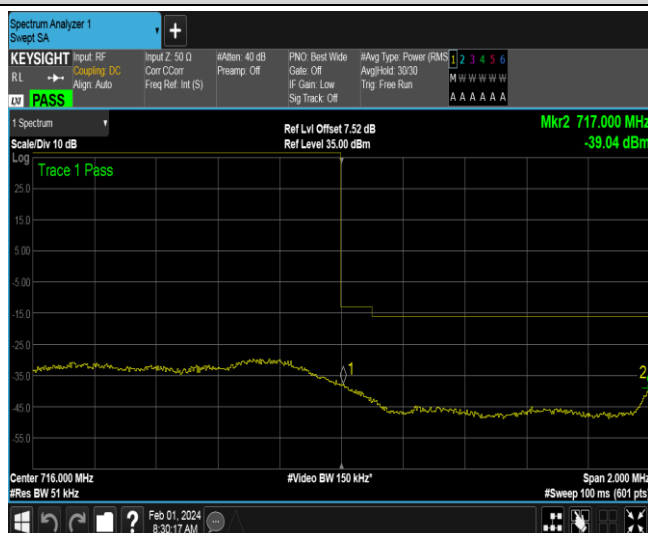 Spectrum Analyzer 1
Swept SA
+
KEYSIGHT
RL
LXI PASS
Input: RF
Coupling: DC
Align: Auto
Input Z: 50 Ω
Corr CCorr
Freq Ref: Int (S)
#Atten: 40 dB
Preamp: Off
PNO: Best Wide
Gate: Off
IF Gain: Low
Sig Track: Off
#Avg Type: Power (RMS
Avg|Hold: 30/30
Trig: Free Run
1 2 3 4 5 6
M W W W W W
A A A A A A
1 Spectrum
Scale/Div 10 dB
Ref Lvl Offset 7.52 dB
Ref Level 35.00 dBm
Mkr2 717.000 MHz
-39.04 dBm
Log
Trace 1 Pass
25.0
15.0
5.00
-5.00
-15.0
-25.0
-35.0
-45.0
-55.0
1
2
Center 716.000 MHz
#Res BW 51 kHz
#Video BW 150 kHz*
Span 2.000 MHz
#Sweep 100 ms (601 pts)
?
Feb 01, 2024
8:30:17 AM